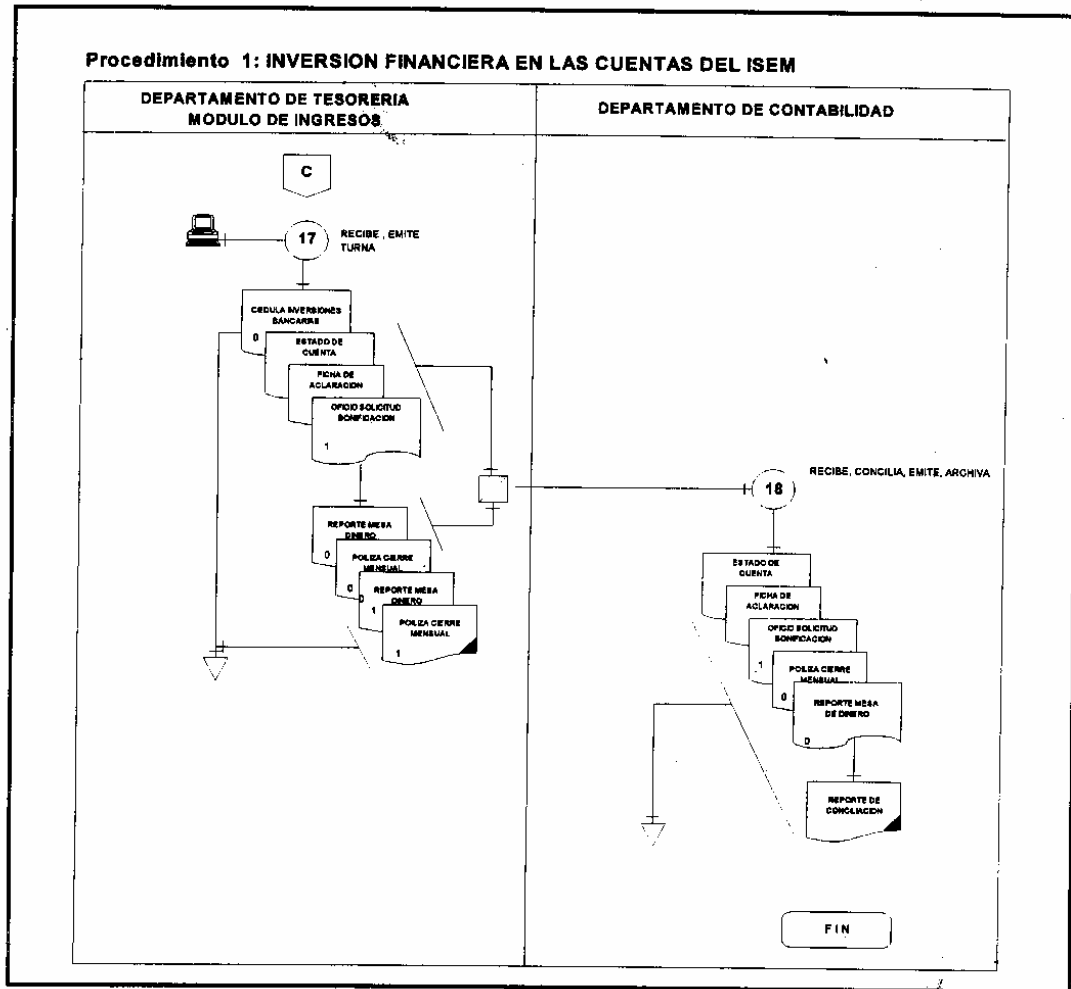 Procedimiento 1: INVERSION FINANCIERA EN LAS CUENTAS DEL ISEM
DEPARTAMENTO DE TESORERIA
MODULO DE INGRESOS
DEPARTAMENTO DE CONTABILIDAD
C
17
RECIBE , EMITE
TURNA
CEDULA INVERSIONES
BANCARIAS
0
ESTADO DE
CUENTA
FICHA DE
ACLARACION
OFICIO SOLICITUD
BONIFICACION
1
REPORTE MESA
DINERO
0
POLIZA CIERRE
MENSUAL
0
0
REPORTE MESA
DINERO
1
POLIZA CIERRE
MENSUAL
1
18
RECIBE, CONCILIA, EMITE, ARCHIVA
ESTADO DE
CUENTA
FICHA DE
ACLARACION
OFICIO SOLICITUD
BONIFICACION
1
POLIZA CIERRE
MENSUAL
0
REPORTE MESA
DE DINERO
0
REPORTE DE
CONCILIACION
FIN